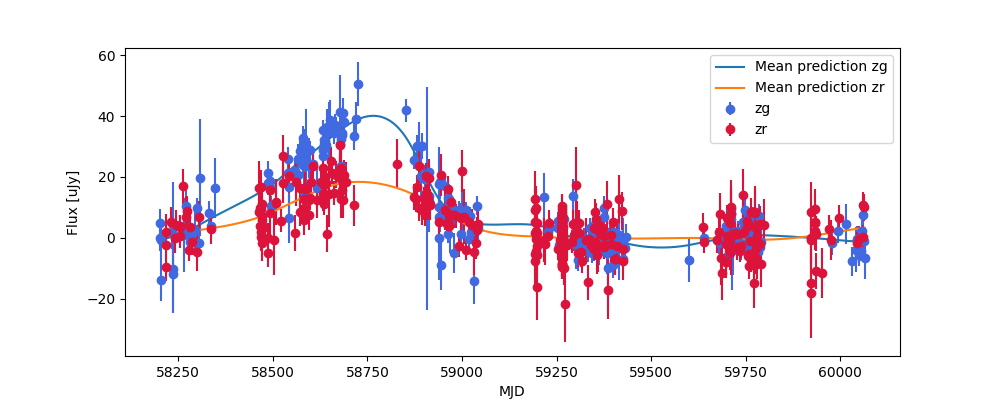 60
40
20
0
−20
Flux [uJy]
58250 58500 58750 59000 59250 59500 59750 60000
MJD
Mean prediction zg
Mean prediction zr
zg
zr